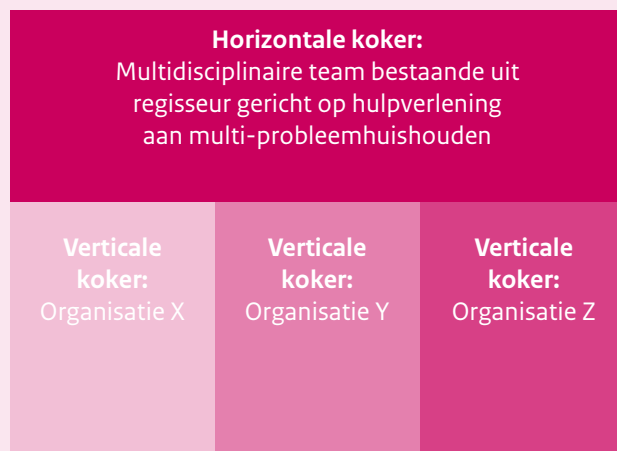 Horizontale koker:
Multidisciplinaire team bestaande uit
regisseur gericht op hulpverlening
aan multi-probleemhuishouden
Verticale
koker:
Organisatie X
Verticale
koker:
Organisatie Y
Verticale
koker:
Organisatie Z